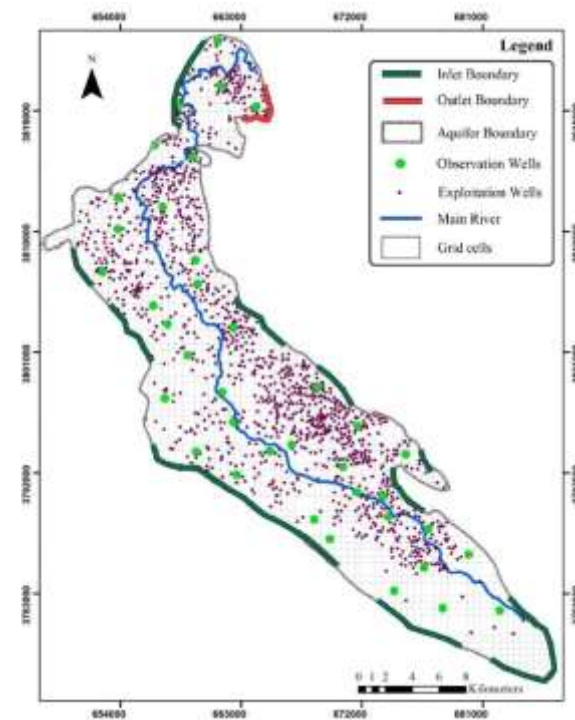 654000 663000 672000 681000
N
Legend
Inlet Boundary
Outlet Boundary
Aquifer Boundary
Observation Wells
Exploitation Wells
Main River
Grid cells
3819000
3810000
3801000
3792000
3783000
0 1 2 4 6 8
Kilometers
654000 663000 672000 681000